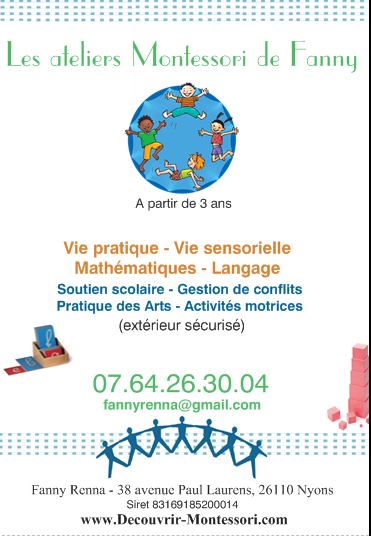 Les ateliers Montessori de Fanny
A partir de 3 ans
Vie pratique - Vie sensorielle
Mathématiques - Langage
Soutien scolaire - Gestion de conflits
Pratique des Arts - Activités motrices
(extérieur sécurisé)
07.64.26.30.04
fannyrenna@gmail.com
Fanny Renna - 38 avenue Paul Laurens, 26110 Nyons
Siret 83169185200014
www.Decouvrir-Montessori.com